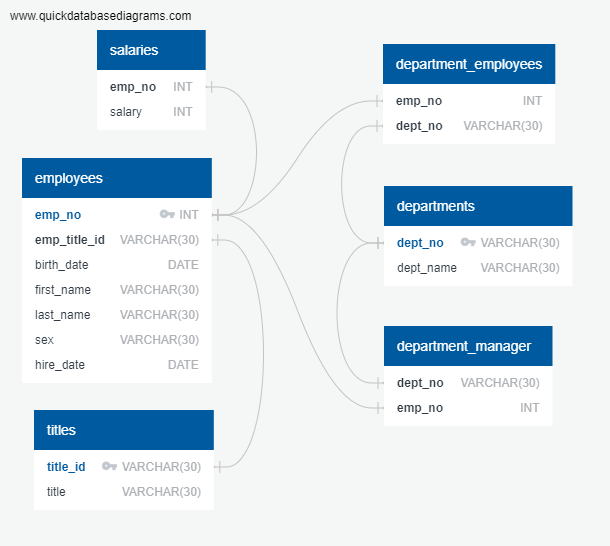 www.quickdatabasediagrams.com
salaries
emp_no INT
salary INT
employees
emp_no INT
emp_title_id VARCHAR(30)
birth_date DATE
first_name VARCHAR(30)
last_name VARCHAR(30)
sex VARCHAR(30)
hire_date DATE
titles
title_id VARCHAR(30)
title VARCHAR(30)
department_employees
emp_no INT
dept_no VARCHAR(30)
departments
dept_no VARCHAR(30)
dept_name VARCHAR(30)
department_manager
dept_no VARCHAR(30)
emp_no INT